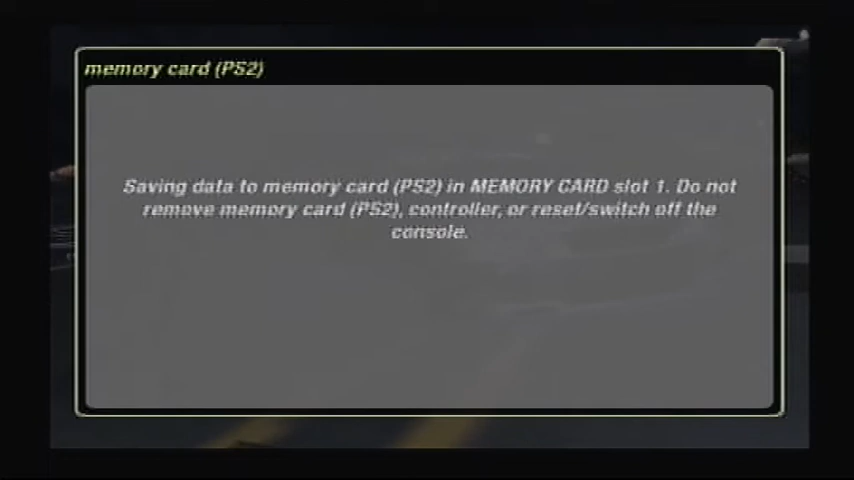 memory card (PS2)
Saving data to memory card (PS2) in MEMORY CARD slot 1. Do not
remove memory card (PS2), controller, or reset/switch off the
console.